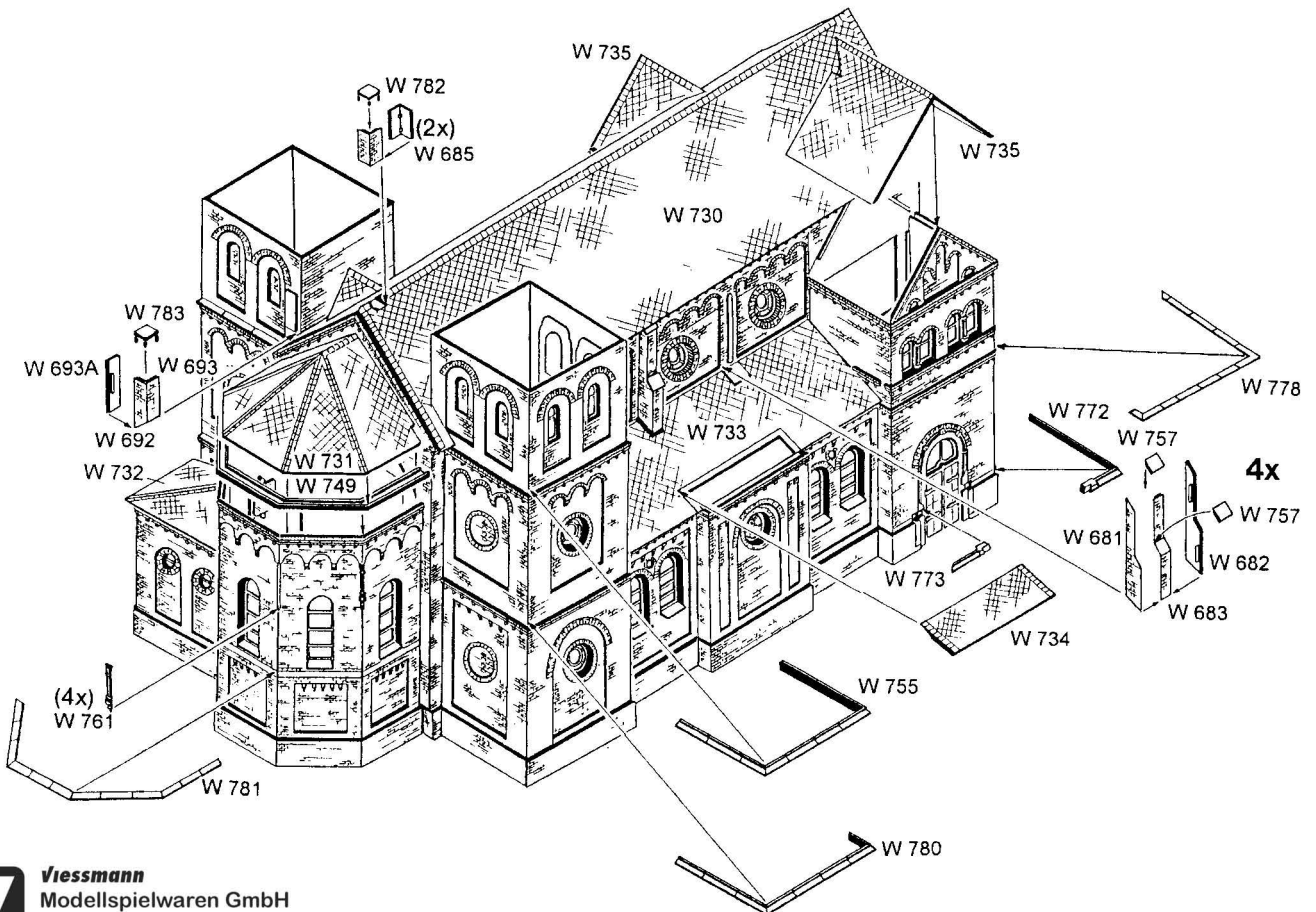 W 735
W 782
(2x)
W 685
W 735
W 730
W 783
W 693A
W 693
W 692
W 778
W 772
W 757
4x
W 733
W 731
W 732
W 749
W 757
W 681
W 682
W 773
W 683
W 734
(4x)
W 761
W 755
W 781
W 780
Viessmann
Modellspielwaren GmbH